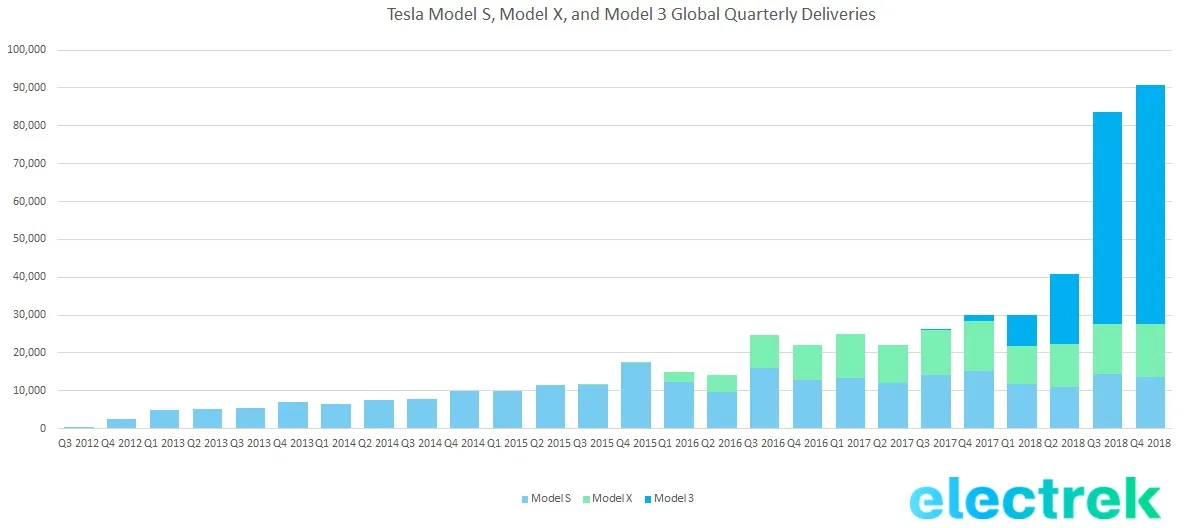 Tesla Model S, Model X, and Model 3 Global Quarterly Deliveries
100,000
90,000
80,000
70,000
60,000
50,000
40,000
30,000
20,000
10,000
0
Q3 2012 Q4 2012 Q1 2013 Q2 2013 Q3 2013 Q4 2013 Q1 2014 Q2 2014 Q3 2014 Q4 2014 Q1 2015 Q2 2015 Q3 2015 Q4 2015 Q1 2016 Q2 2016 Q3 2016 Q4 2016 Q1 2017 Q2 2017 Q3 2017 Q4 2017 Q1 2018 Q2 2018 Q3 2018 Q4 2018
Model S Model X Model 3
electrek